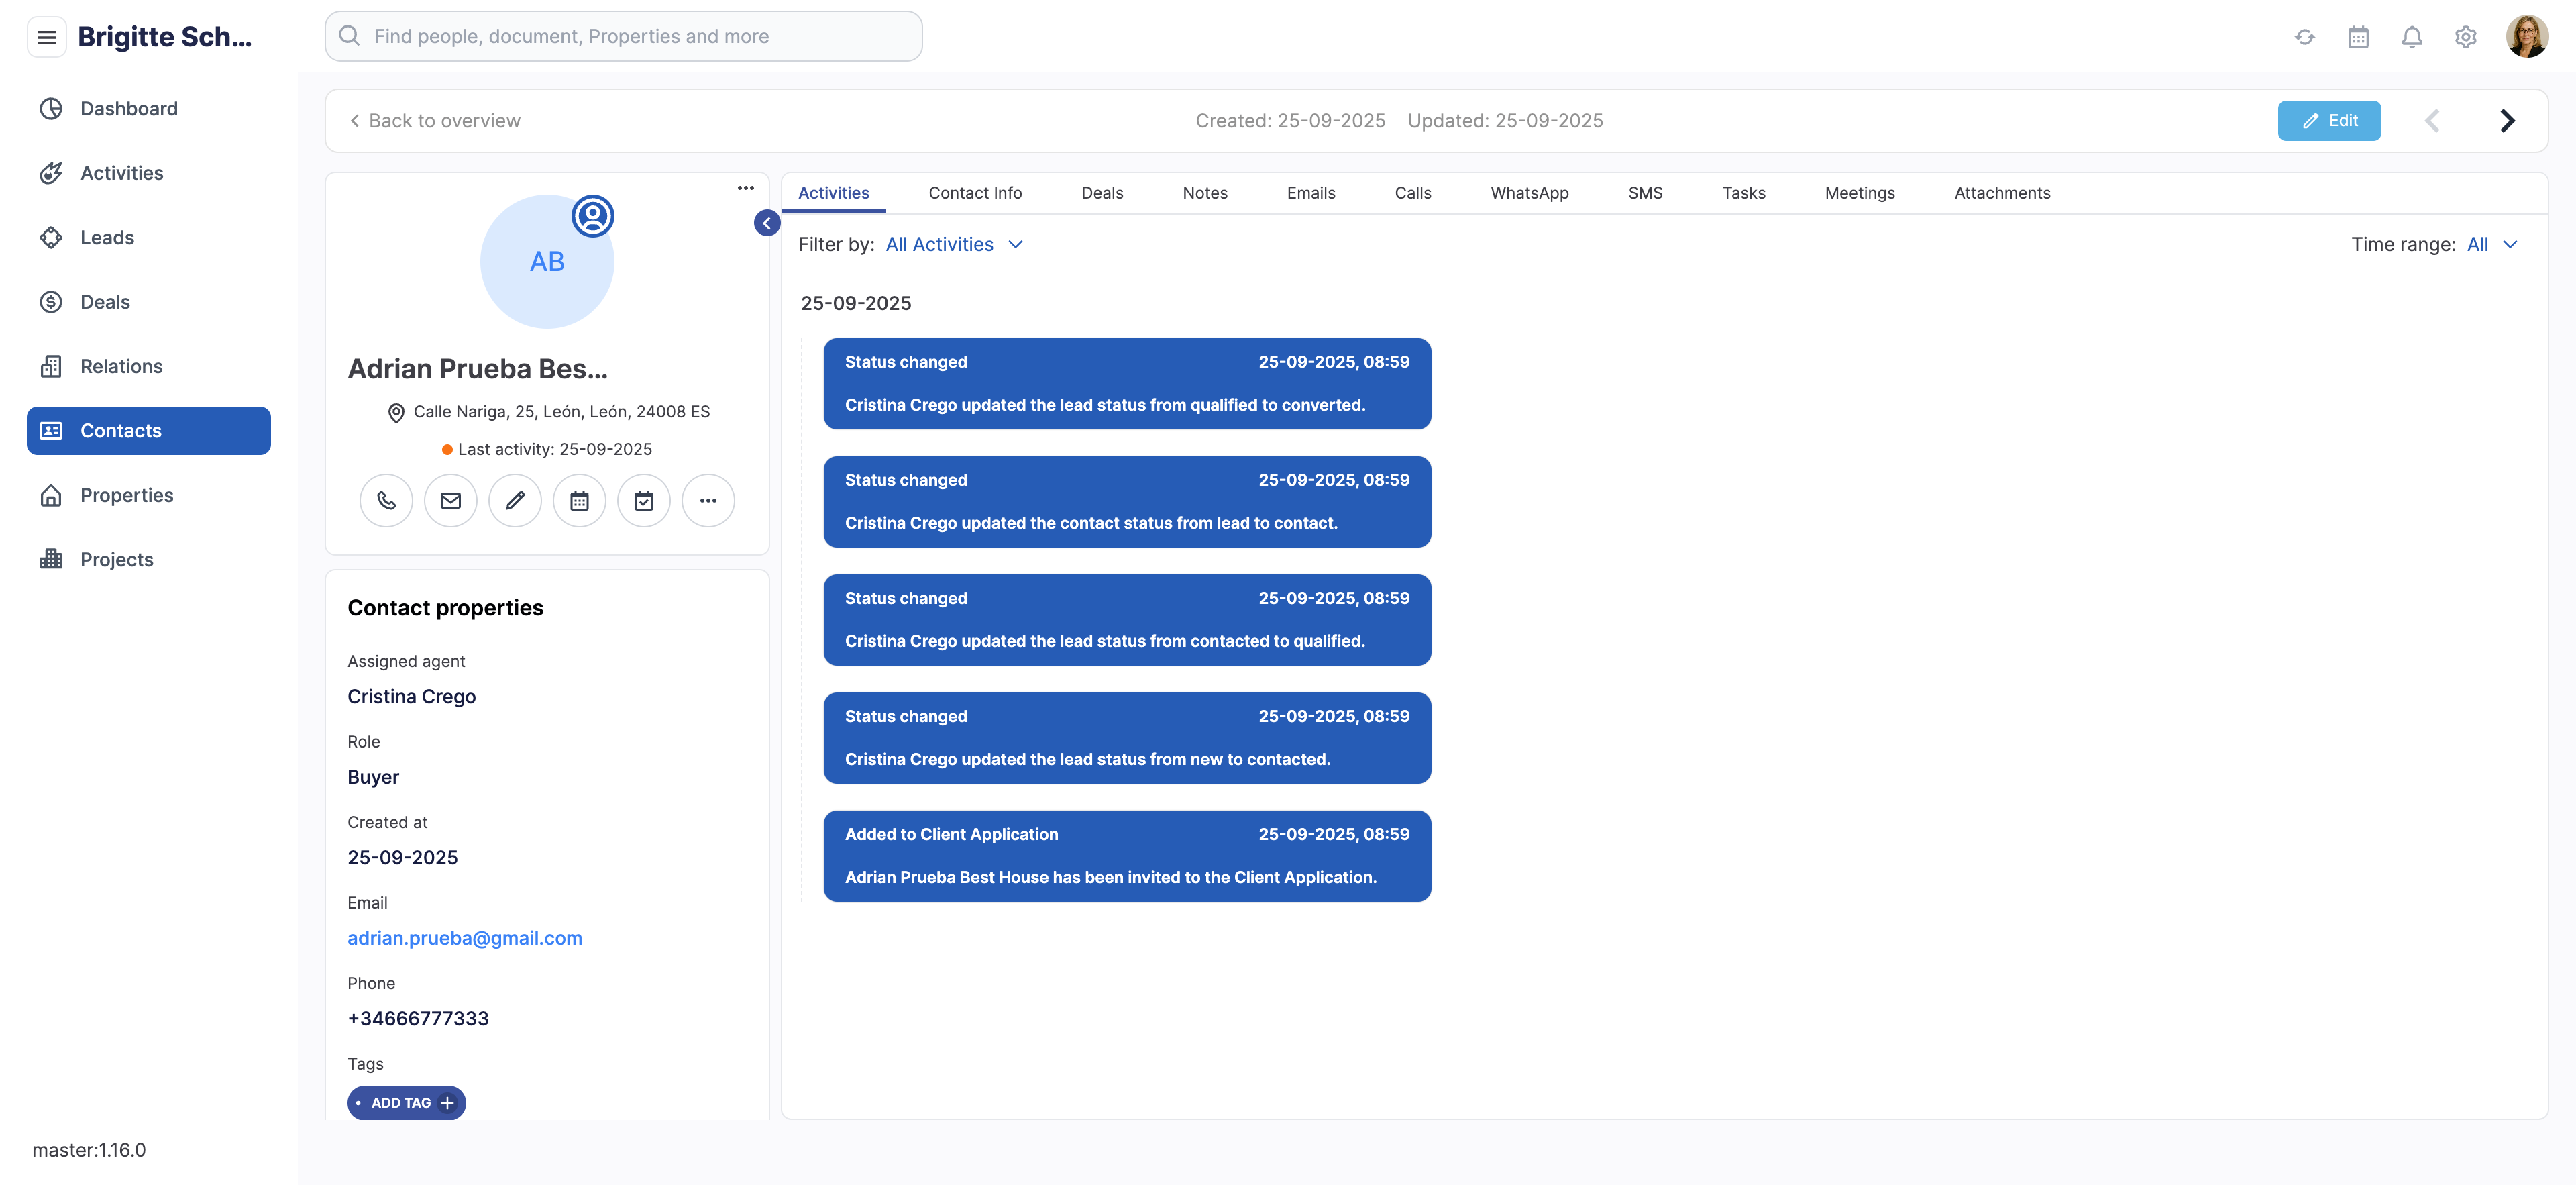 Brigitte Sch...
Find people, document, Properties and more
Dashboard
Activities
Leads
Deals
Relations
Contacts
Properties
Projects
master:1.16.0
Back to overview
Created: 25-09-2025 Updated: 25-09-2025
Edit
AB
Adrian Prueba Bes...
Calle Nariga, 25, León, León, 24008 ES
Last activity: 25-09-2025
Contact properties
Assigned agent
Cristina Crego
Role
Buyer
Created at
25-09-2025
Email
adrian.prueba@gmail.com
Phone
+34666777333
Tags
• ADD TAG +
Activities Contact Info Deals Notes Emails Calls WhatsApp SMS Tasks Meetings Attachments
Filter by: All Activities
Time range: All
25-09-2025
Status changed 25-09-2025, 08:59
Cristina Crego updated the lead status from qualified to converted.
Status changed 25-09-2025, 08:59
Cristina Crego updated the contact status from lead to contact.
Status changed 25-09-2025, 08:59
Cristina Crego updated the lead status from contacted to qualified.
Status changed 25-09-2025, 08:59
Cristina Crego updated the lead status from new to contacted.
Added to Client Application 25-09-2025, 08:59
Adrian Prueba Best House has been invited to the Client Application.